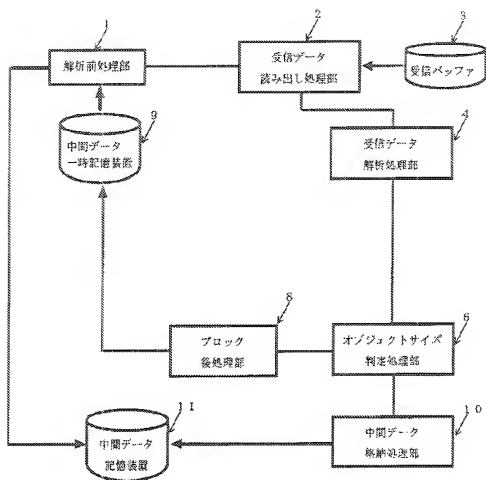 1
2
3
解析前処理部
受信データ
読み出し処理部
受信バッファ
9
4
中間データ
一時記憶装置
受信データ
解析処理部
8
6
ブロック
後処理部
オブジェクトサイズ
判定処理部
11
10
中間データ
記憶装置
中間データ
格納処理部